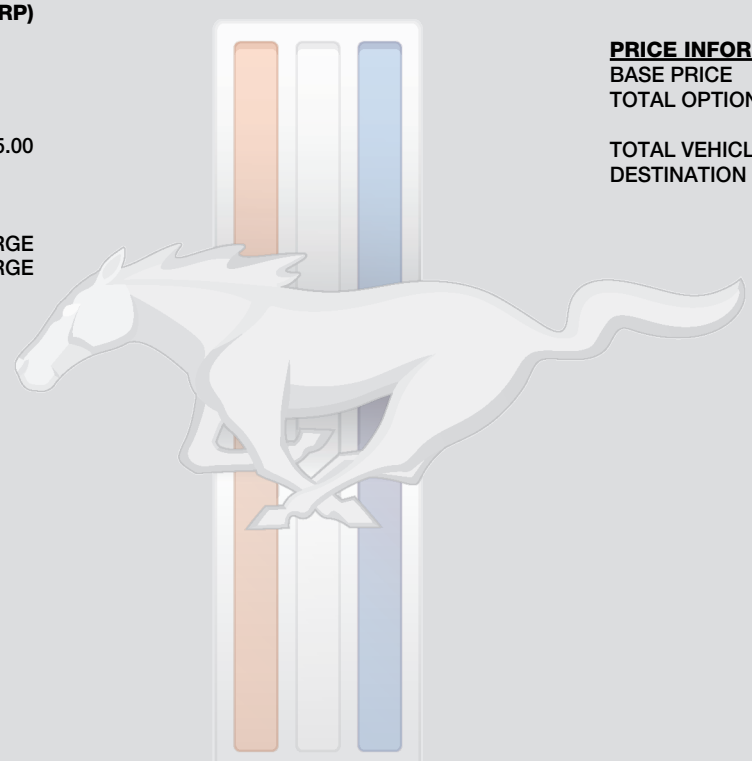 RP)
5.00
RGE
RGE
PRICE INFOR
BASE PRICE
TOTAL OPTION
TOTAL VEHICL
DESTINATION